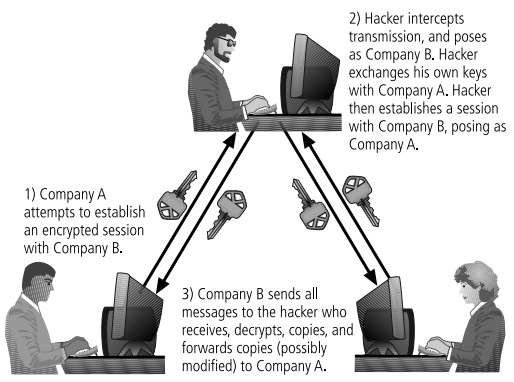 2) Hacker intercepts
transmission, and poses
as Company B. Hacker
exchanges his own keys
with Company A. Hacker
then establishes a session
with Company B, posing as
Company A.
1) Company A
attempts to establish
an encrypted session
with Company B.
3) Company B sends all
messages to the hacker who
receives, decrypts, copies, and
forwards copies (possibly
modified) to Company A.